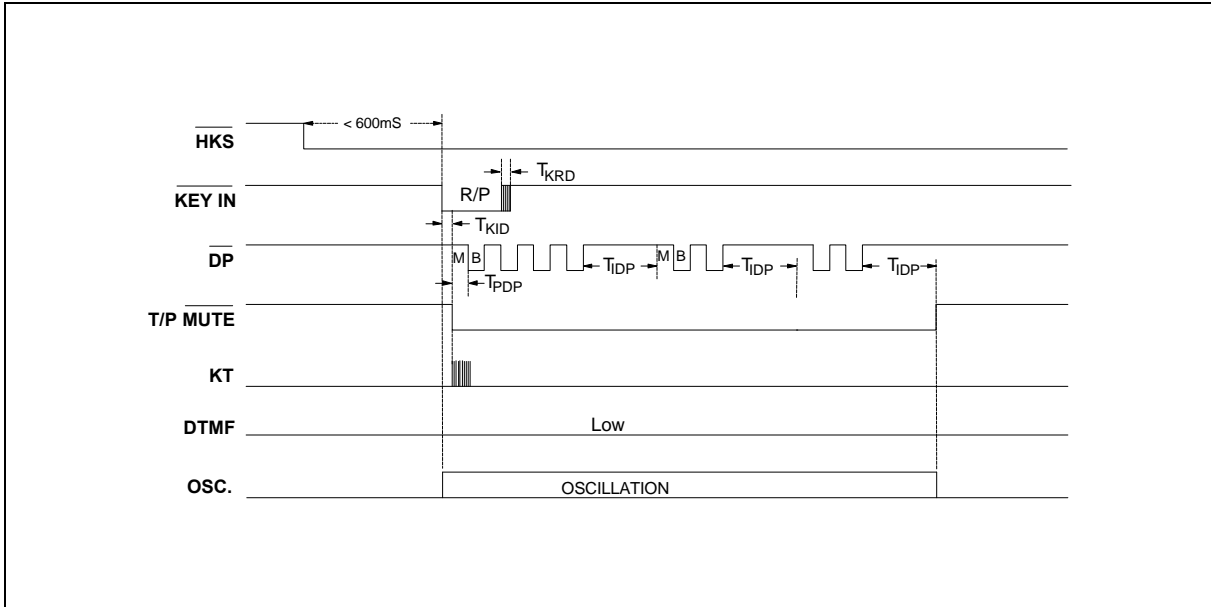 < 600mS
HKS
T_KRD
R/P
KEY IN
T_KID
M B M B
DP
T_IDP T_IDP T_IDP
T_PDP
T/P MUTE
KT
DTMF Low
OSC. OSCILLATION